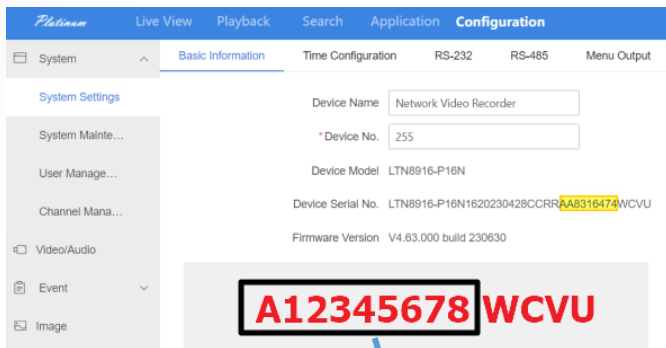 Platinum Live View Playback Search Application Configuration
System Basic Information Time Configuration RS-232 RS-485 Menu Output
System Settings Device Name Network Video Recorder
System Mainte... *Device No. 255
User Manage... Device Model LTN8916-P16N
Channel Mana... Device Serial No. LTN8916-P16N1620230428CCRRAA8316474WCVU
Video/Audio Firmware Version V4.63.000 build 230630
Event
A12345678 WCVU
Image